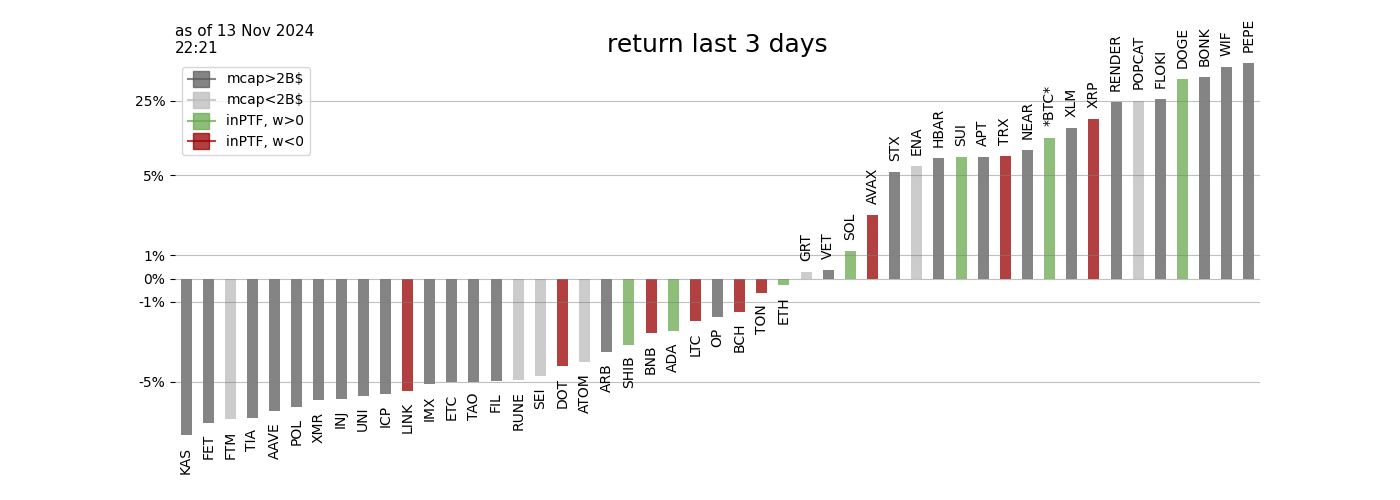 as of 13 Nov 2024
22:21
return last 3 days
mcap>2B$
mcap<2B$
inPTF, w>0
inPTF, w<0
25%
5%
1%
0%
-1%
-5%
KAS
FET
FTM
TIA
AAVE
POL
XMR
INJ
UNI
ICP
LINK
IMX
ETC
TAO
FIL
RUNE
SEI
DOT
ATOM
ARB
SHIB
BNB
ADA
LTC
OP
BCH
TON
ETH
GRT
VET
SOL
AVAX
STX
ENA
HBAR
SUI
APT
TRX
NEAR
*BTC*
XLM
XRP
RENDER
POPCAT
FLOKI
DOGE
BONK
WIF
PEPE